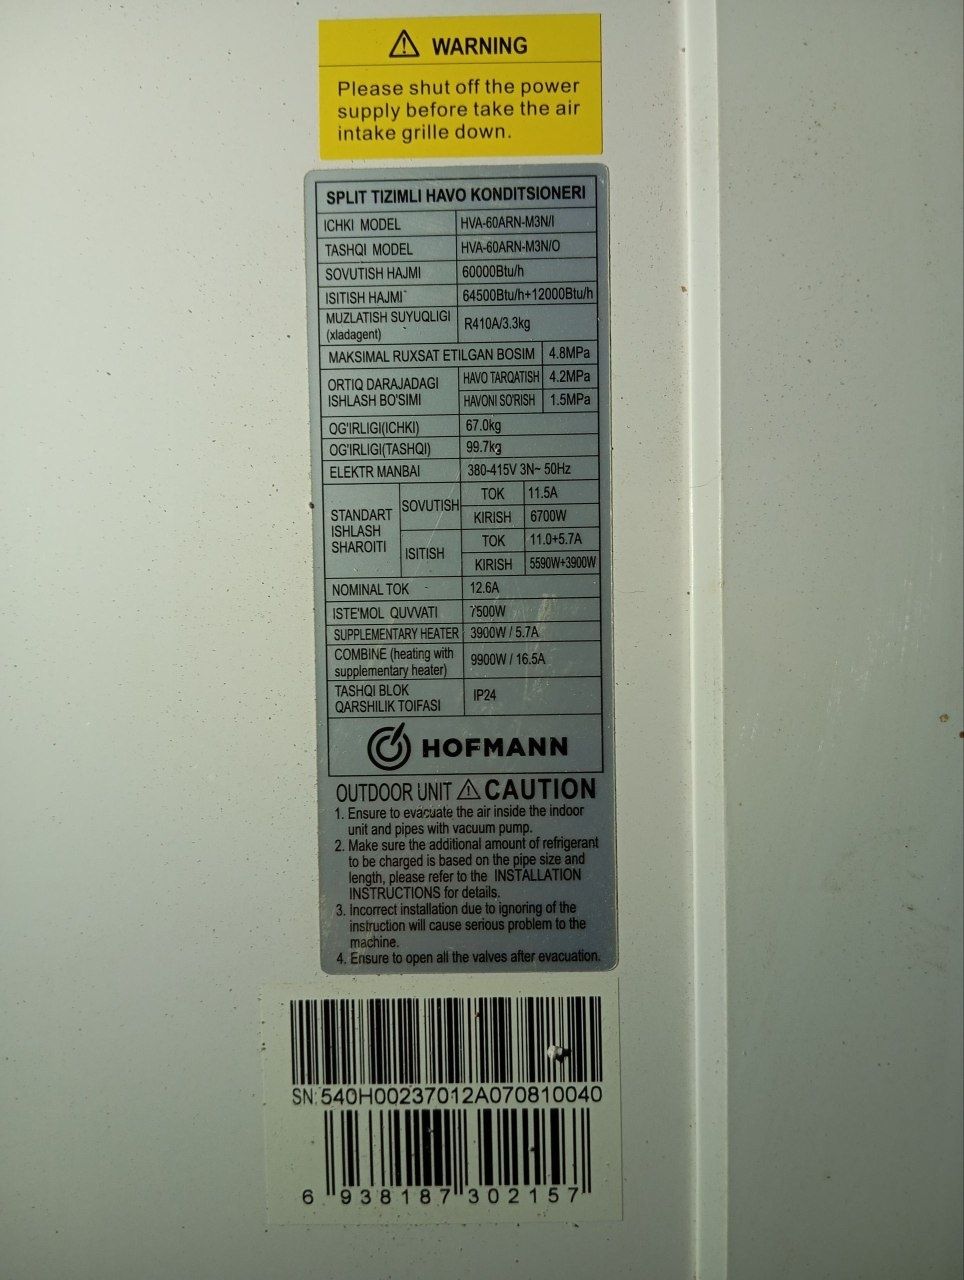 WARNING
Please shut off the power
supply before take the air
intake grille down.
SPLIT TIZIMLI HAVO KONDITSIONERI
ICHKI MODEL HVA-60ARN-M3N/I
TASHQI MODEL HVA-60ARN-M3N/O
SOVUTISH HAJMI 60000Btu/h
ISITISH HAJMI 64500Btu/h+12000Btu/h
MUZLATISH SUYUQLIGI
(xladagent) R410A/3.3kg
MAKSIMAL RUXSAT ETILGAN BOSIM 4.8MPa
ORTIQ DARAJADAGI
ISHLASH BO'SIMI
HAVO TARQATISH 4.2MPa
HAVONI SO'RISH 1.5MPa
OG'IRLIGI(ICHKI) 67.0kg
OG'IRLIGI(TASHQI) 99.7kg
ELEKTR MANBAI 380-415V 3N~ 50Hz
STANDART
ISHLASH
SHAROITI
SOVUTISH
TOK 11.5A
KIRISH 6700W
ISITISH
TOK 11.0+5.7A
KIRISH 5590W+3900W
NOMINAL TOK 12.6A
ISTE'MOL QUVVATI 7500W
SUPPLEMENTARY HEATER 3900W / 5.7A
COMBINE (heating with
supplementary heater) 9900W / 16.5A
TASHQI BLOK
QARSHILIK TOIFASI IP24
HOFMANN
OUTDOOR UNIT CAUTION
1. Ensure to evacuate the air inside the indoor
unit and pipes with vacuum pump.
2. Make sure the additional amount of refrigerant
to be charged is based on the pipe size and
length, please refer to the INSTALLATION
INSTRUCTIONS for details.
3. Incorrect installation due to ignoring of the
instruction will cause serious problem to the
machine.
4. Ensure to open all the valves after evacuation.
SN:540H00237012A070810040
6 938187 302157